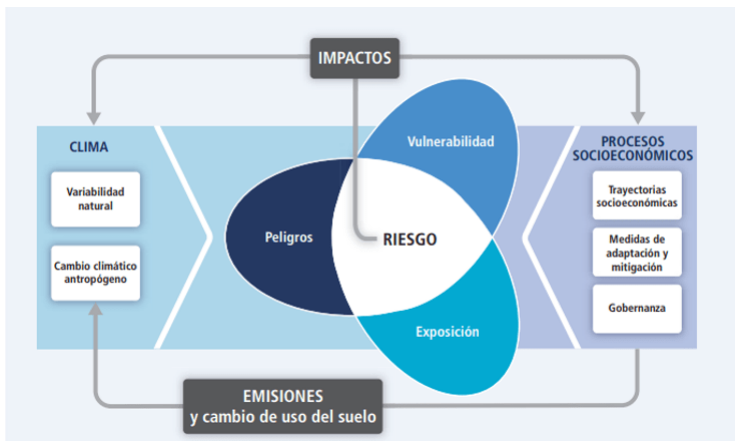 IMPACTOS
CLIMA
Variabilidad
natural
Cambio climático
antropógeno
Peligros
Vulnerabilidad
RIESGO
Exposición
PROCESOS
SOCIOECONÓMICOS
Trayectorias
socioeconómicas
Medidas de
adaptación y
mitigación
Gobernanza
EMISIONES
y cambio de uso del suelo